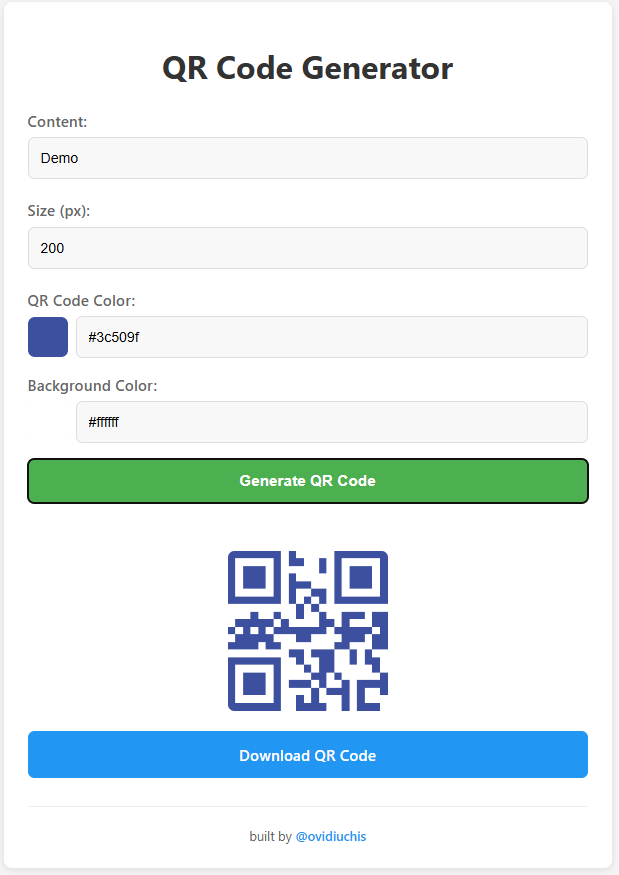 QR Code Generator
Content:
Demo
Size (px):
200
QR Code Color:
#3c509f
Background Color:
#ffffff
Generate QR Code
Download QR Code
built by @ovidiuchis